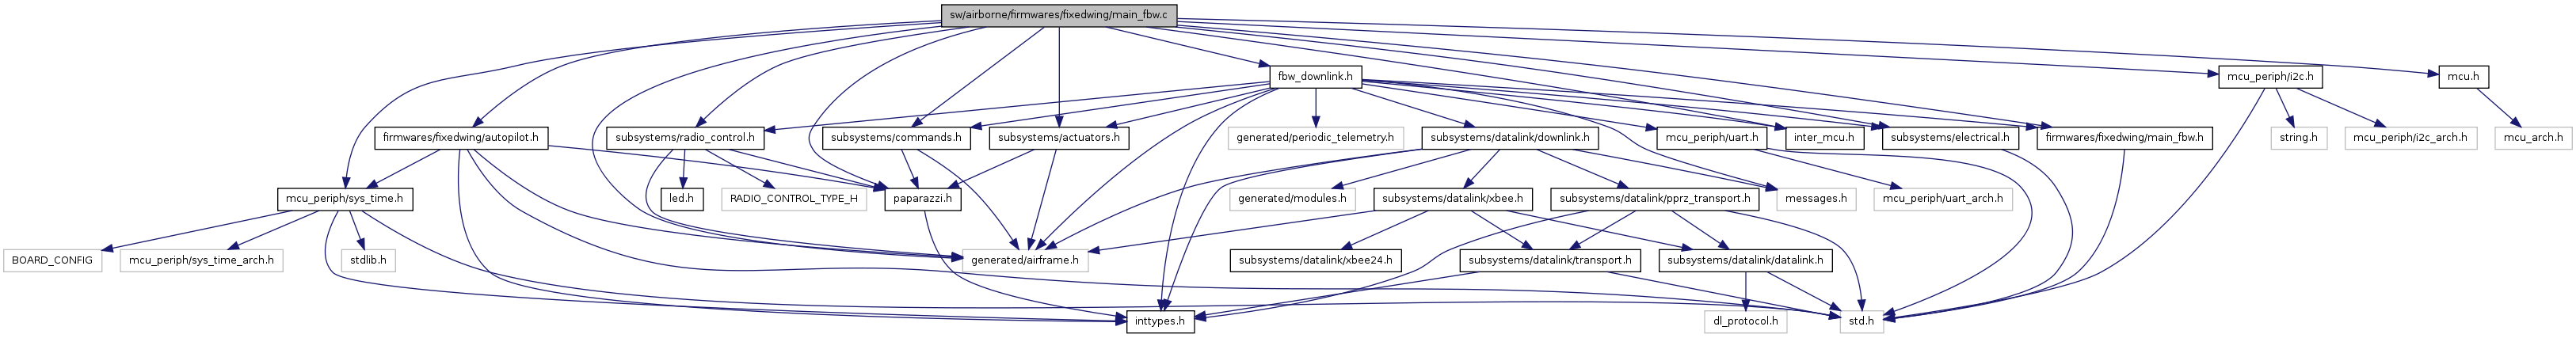 sw/airborne/firmwares/fixedwing/main_fbw.c
fbw_downlink.h
mcu_periph/i2c.h
mcu.h
firmwares/fixedwing/autopilot.h
subsystems/radio_control.h
subsystems/commands.h
subsystems/actuators.h
generated/periodic_telemetry.h
subsystems/datalink/downlink.h
mcu_periph/uart.h
inter_mcu.h
subsystems/electrical.h
firmwares/fixedwing/main_fbw.h
string.h
mcu_periph/i2c_arch.h
mcu_arch.h
mcu_periph/sys_time.h
led.h
RADIO_CONTROL_TYPE_H
paparazzi.h
generated/modules.h
subsystems/datalink/xbee.h
subsystems/datalink/pprz_transport.h
messages.h
mcu_periph/uart_arch.h
BOARD_CONFIG
mcu_periph/sys_time_arch.h
stdlib.h
generated/airframe.h
subsystems/datalink/xbee24.h
subsystems/datalink/transport.h
subsystems/datalink/datalink.h
inttypes.h
dl_protocol.h
std.h